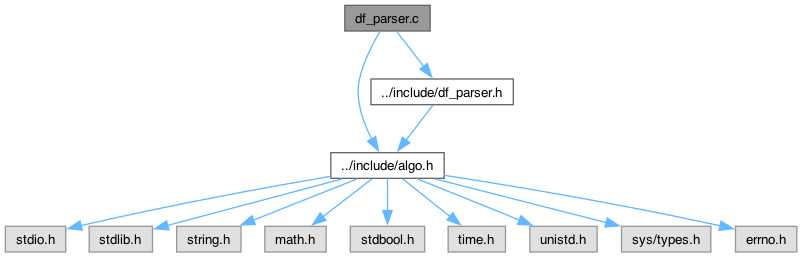 df_parser.c
../include/df_parser.h
../include/algo.h
stdio.h
stdlib.h
string.h
math.h
stdbool.h
time.h
unistd.h
sys/types.h
errno.h